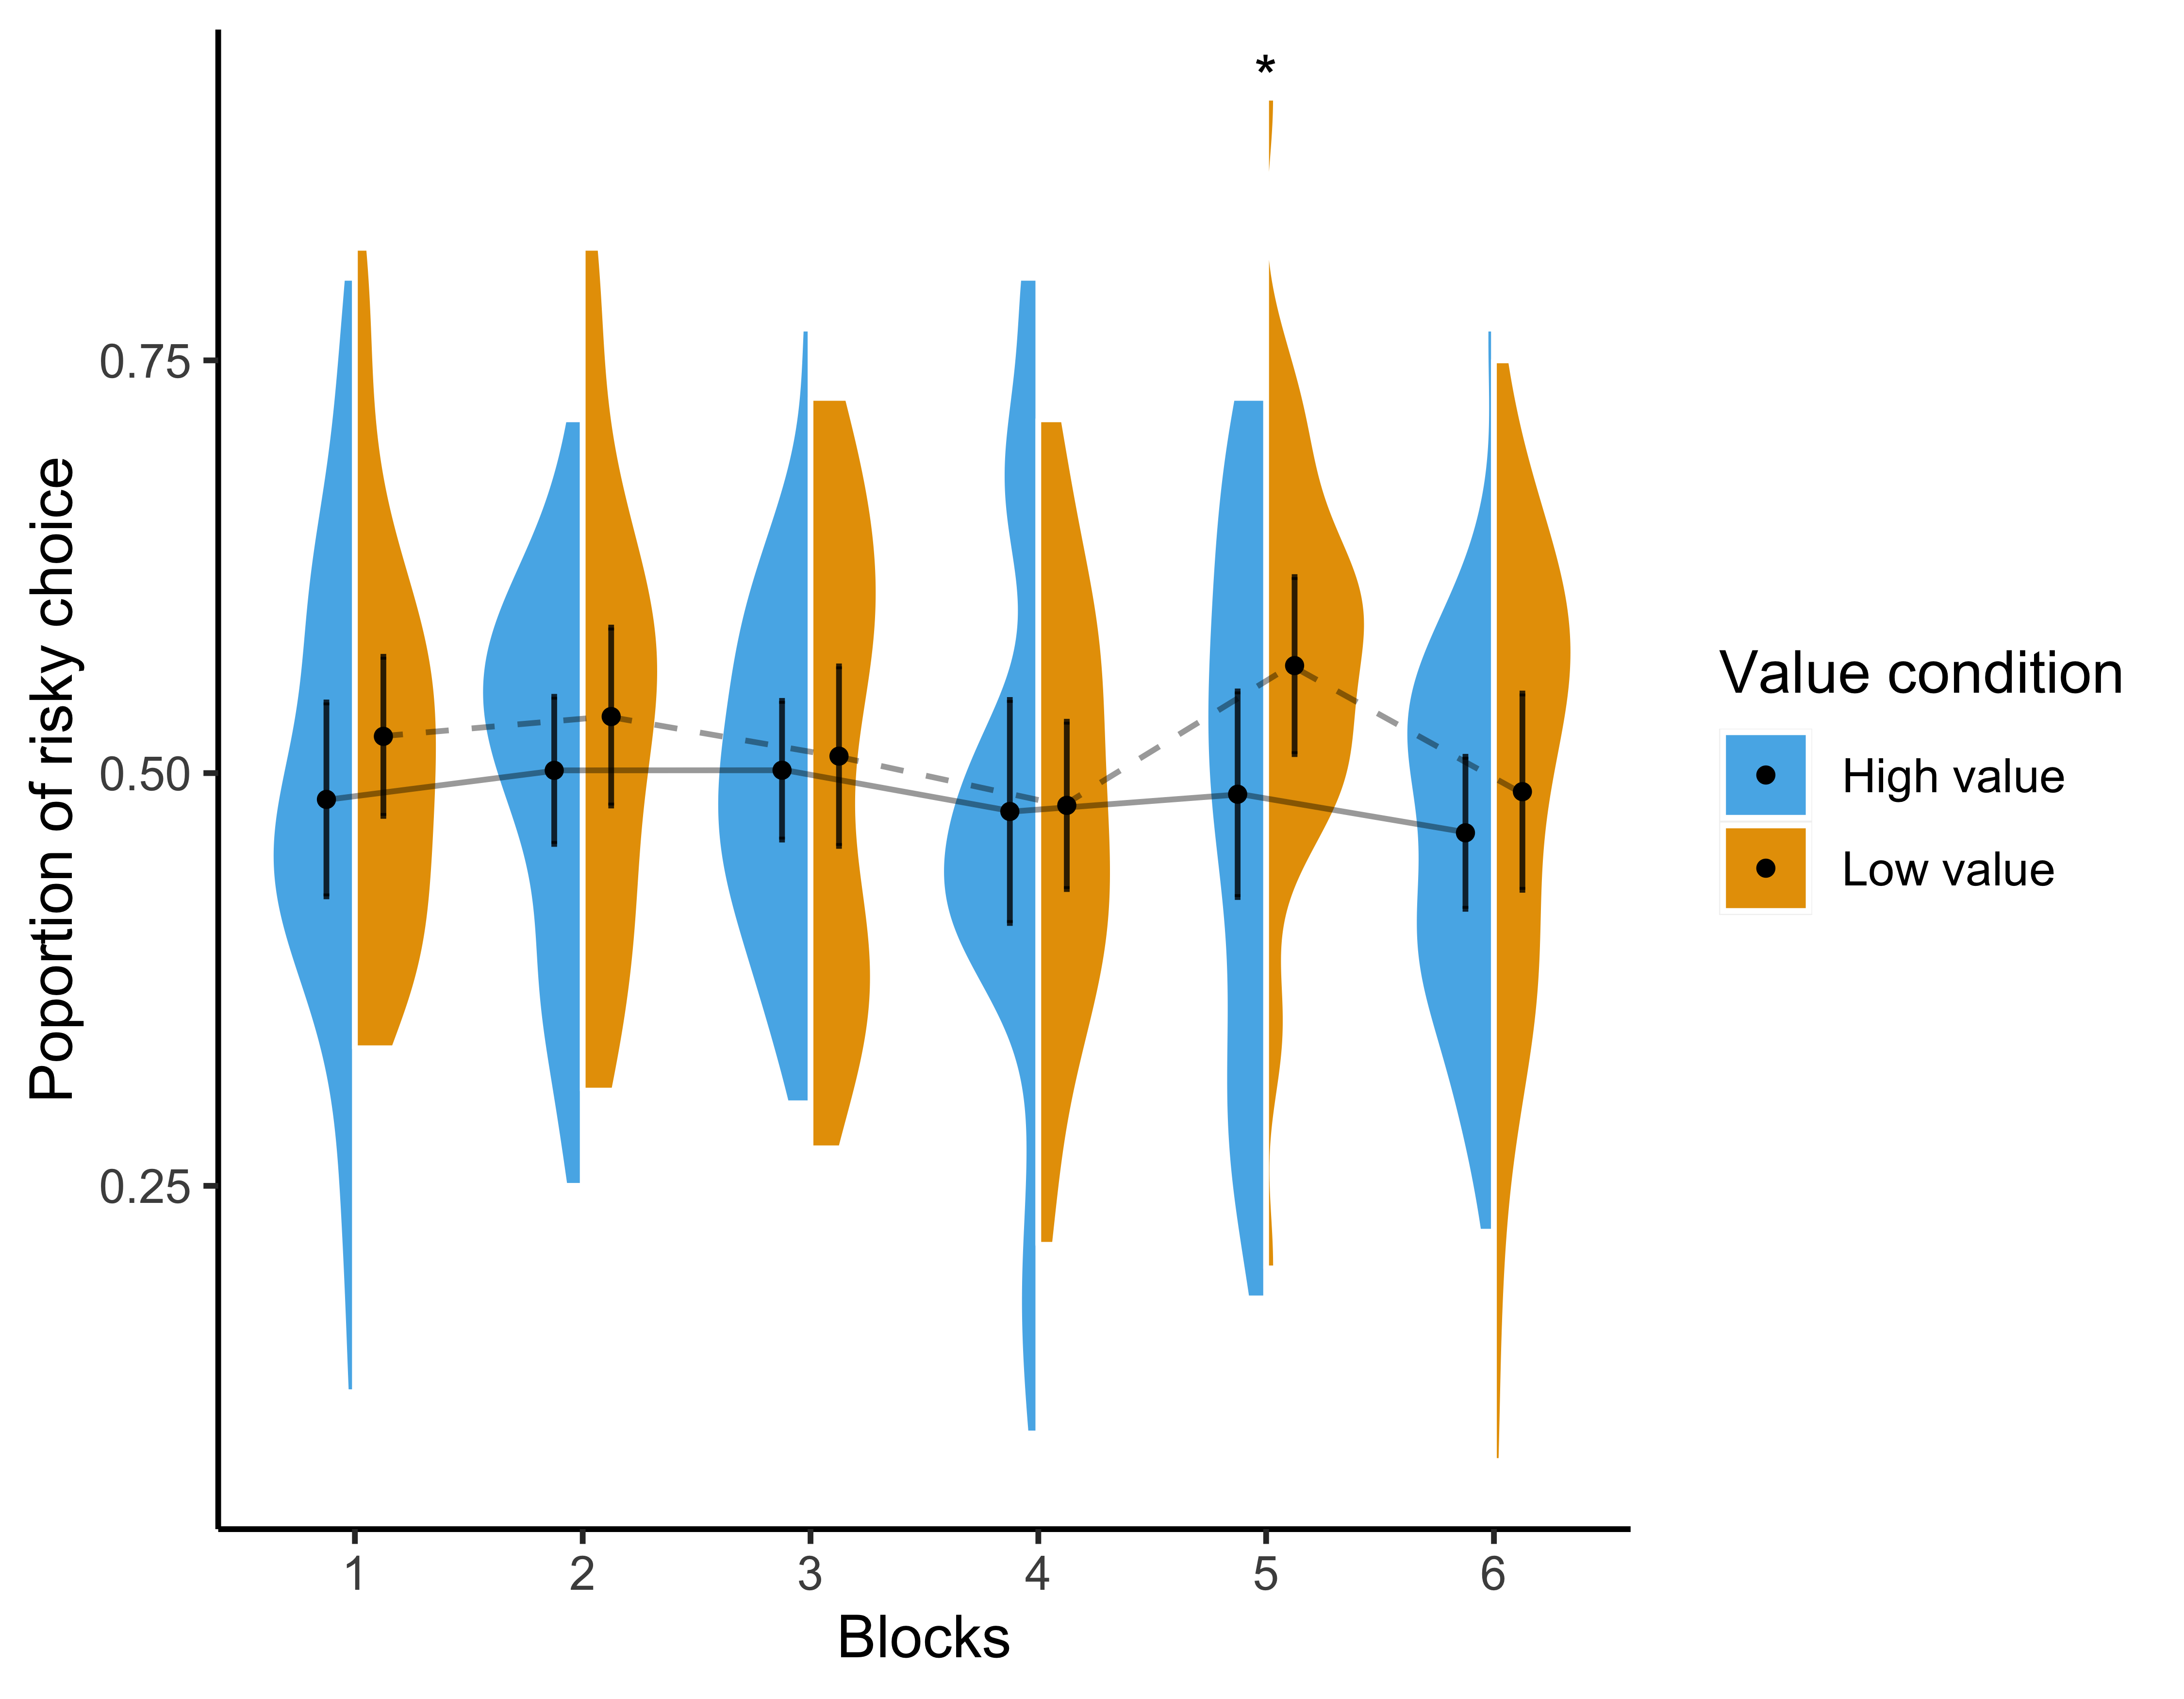 *
0.75
0.50
0.25
Poportion of risky choice
1 2 3 4 5 6
Blocks
Value condition
High value
Low value